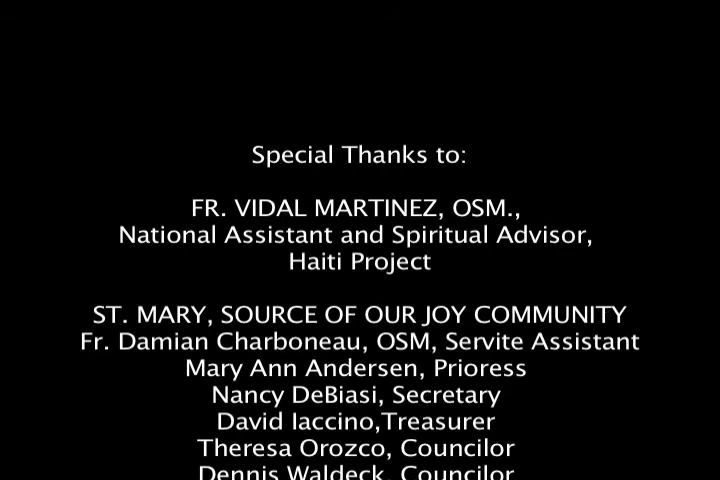 Special Thanks to:
FR. VIDAL MARTINEZ, OSM.,
National Assistant and Spiritual Advisor,
Haiti Project
ST. MARY, SOURCE OF OUR JOY COMMUNITY
Fr. Damian Charboneau, OSM, Servite Assistant
Mary Ann Andersen, Prioress
Nancy DeBiasi, Secretary
David Iaccino,Treasurer
Theresa Orozco, Councilor
Dennis Waldeck, Councilor